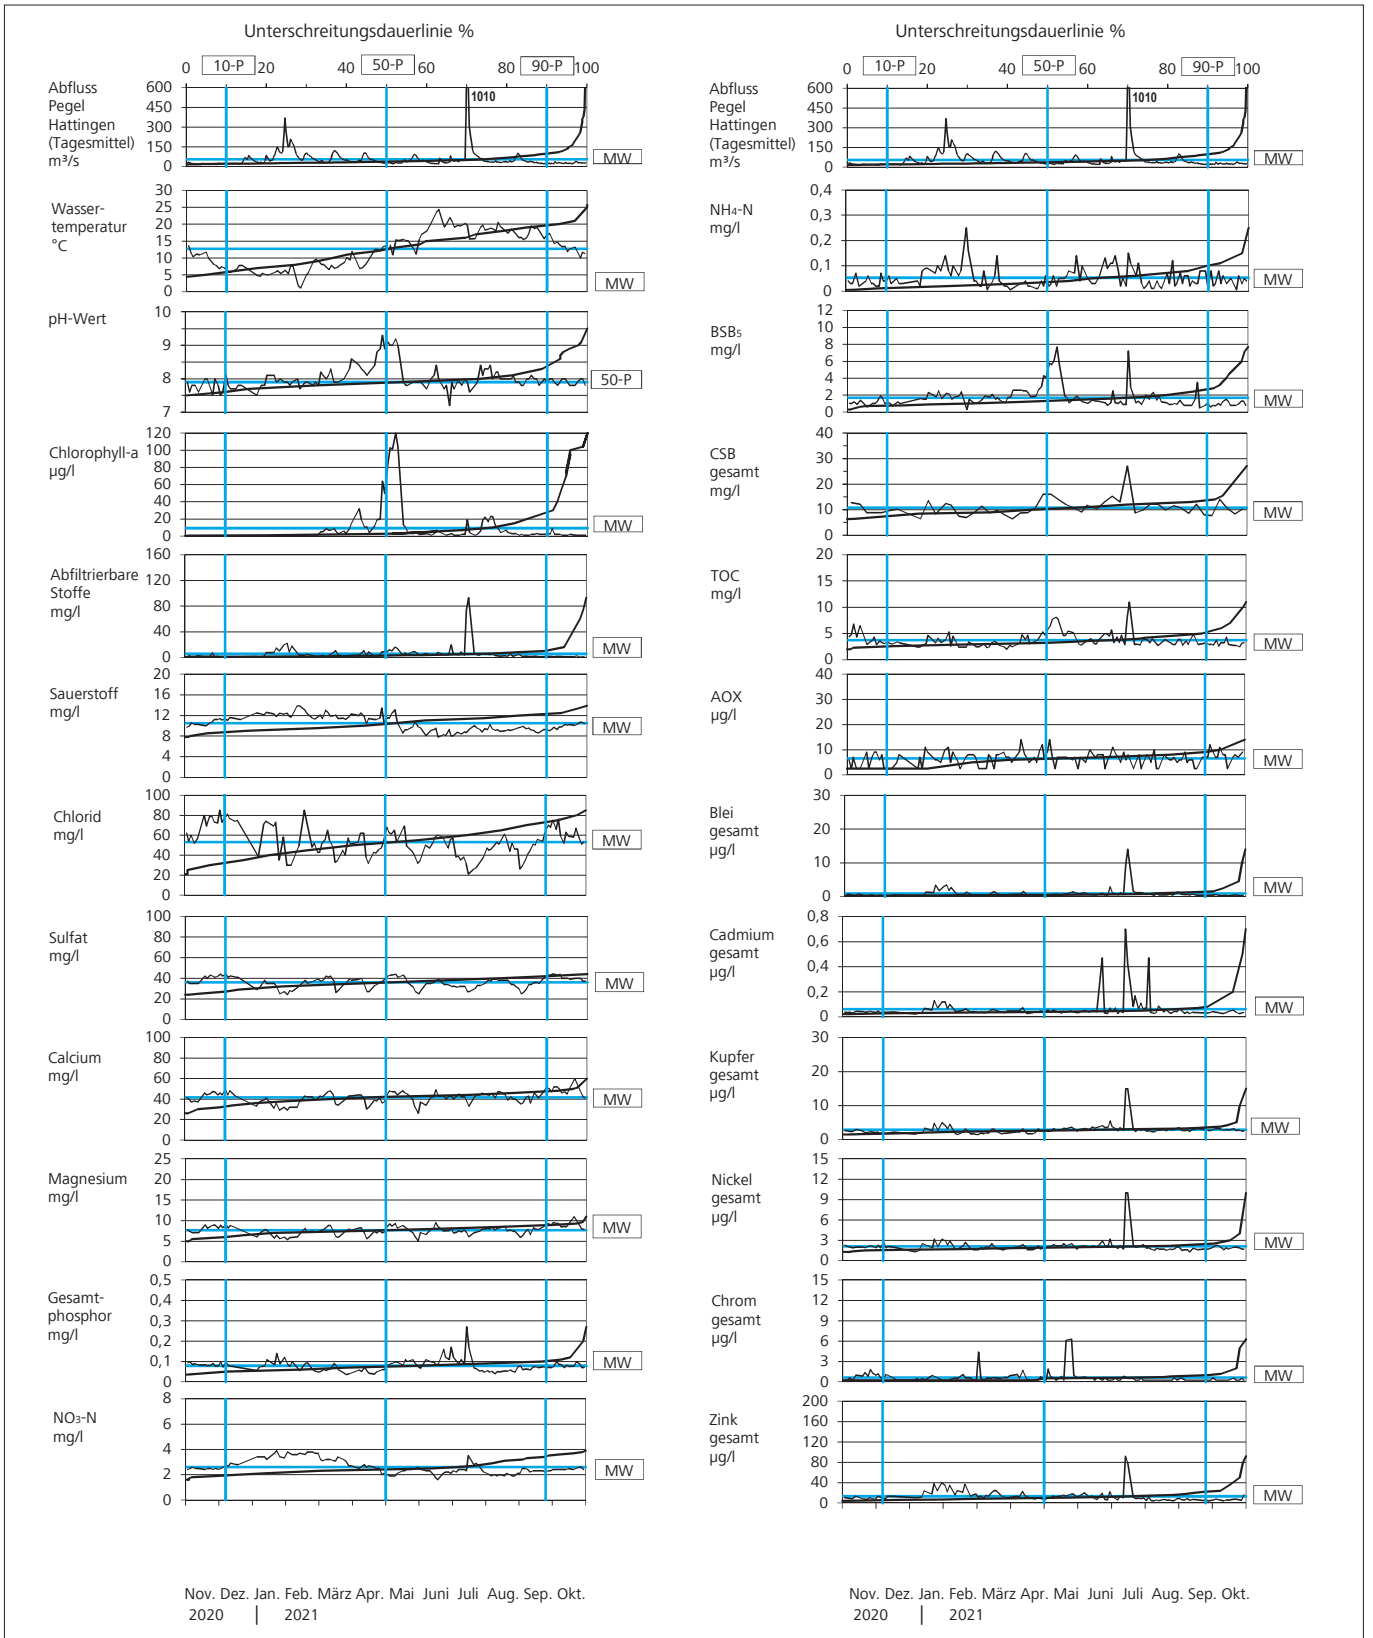 Unterschreitungsdauerlinie %
0 10-P 20 40 50-P 60 80 90-P 100
Abfluss
Pegel
Hattingen
(Tagesmittel)
m³/s
600
450
300
150
0
1010
MW
Wasser-
temperatur
°C
30
25
20
15
10
5
0
MW
pH-Wert
10
9
8
7
50-P
Chlorophyll-a
µg/l
120
100
80
60
40
20
0
MW
Abfiltrierbare
Stoffe
mg/l
160
120
80
40
0
MW
Sauerstoff
mg/l
20
16
12
8
4
0
MW
Chlorid
mg/l
100
80
60
40
20
0
MW
Sulfat
mg/l
100
80
60
40
20
0
MW
Calcium
mg/l
100
80
60
40
20
0
MW
Magnesium
mg/l
25
20
15
10
5
0
MW
Gesamt-
phosphor
mg/l
0,5
0,4
0,3
0,2
0,1
0
MW
NO₃-N
mg/l
8
6
4
2
0
MW
Nov. Dez. Jan. Feb. März Apr. Mai Juni Juli Aug. Sep. Okt.
2020 | 2021
Unterschreitungsdauerlinie %
0 10-P 20 40 50-P 60 80 90-P 100
Abfluss
Pegel
Hattingen
(Tagesmittel)
m³/s
600
450
300
150
0
1010
MW
NH₄-N
mg/l
0,4
0,3
0,2
0,1
0
MW
BSB₅
mg/l
12
10
8
6
4
2
0
MW
CSB
gesamt
mg/l
40
30
20
10
0
MW
TOC
mg/l
20
15
10
5
0
MW
AOX
µg/l
40
30
20
10
0
MW
Blei
gesamt
µg/l
30
20
10
0
MW
Cadmium
gesamt
µg/l
0,8
0,6
0,4
0,2
0
MW
Kupfer
gesamt
µg/l
30
20
10
0
MW
Nickel
gesamt
µg/l
15
12
9
6
3
0
MW
Chrom
gesamt
µg/l
15
12
9
6
3
0
MW
Zink
gesamt
µg/l
200
160
120
80
40
0
MW
Nov. Dez. Jan. Feb. März Apr. Mai Juni Juli Aug. Sep. Okt.
2020 | 2021